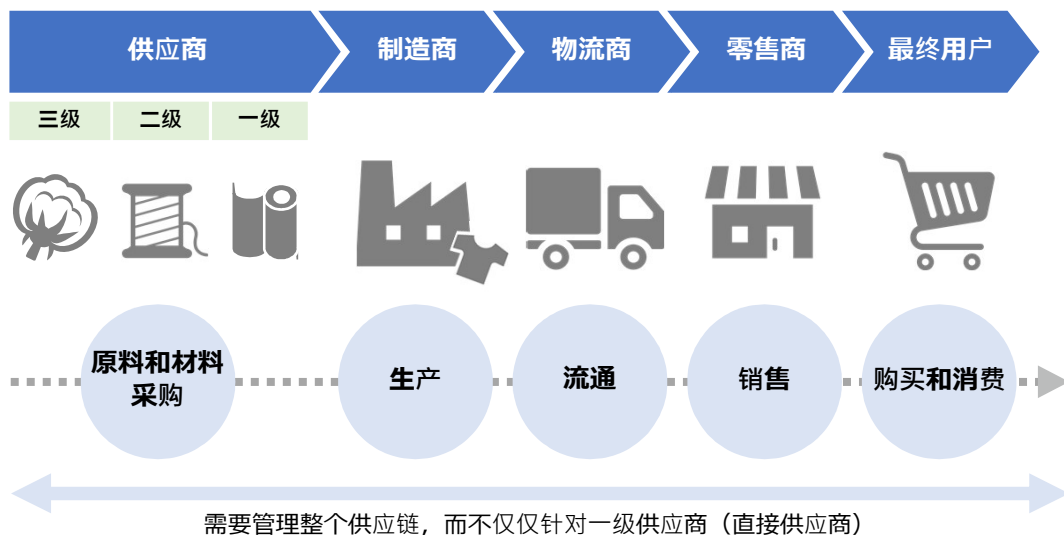 供应商
制造商
物流商
零售商
最终用户
三级
二级
一级
原料和材料
采购
生产
流通
销售
购买和消费
需要管理整个供应链，而不仅仅针对一级供应商（直接供应商）